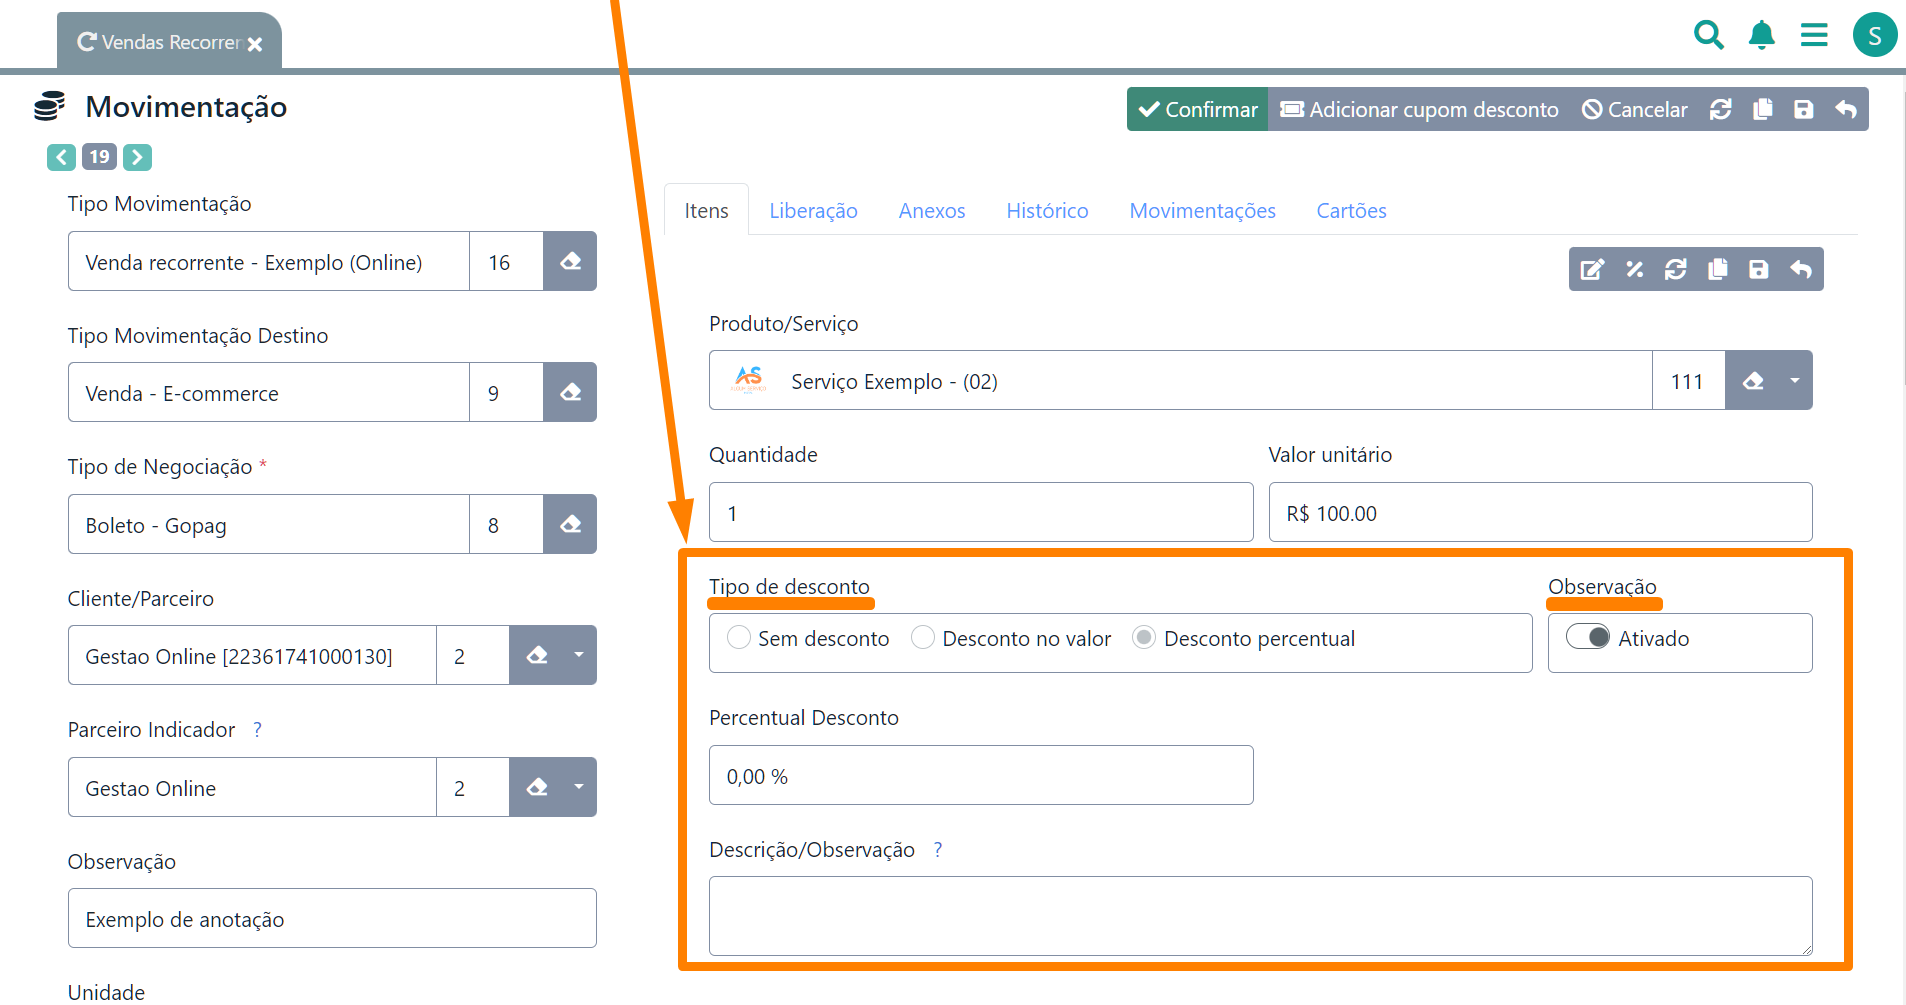 Vendas Recorrer
S
Movimentação
Confirmar
Adicionar cupom desconto
Cancelar
19
Tipo Movimentação
Venda recorrente - Exemplo (Online)
16
Tipo Movimentação Destino
Venda - E-commerce
9
Tipo de Negociação *
Boleto - Gopag
8
Cliente/Parceiro
Gestao Online [22361741000130]
2
Parceiro Indicador ?
Gestao Online
2
Observação
Exemplo de anotação
Unidade
Itens
Liberação
Anexos
Histórico
Movimentações
Cartões
Produto/Serviço
AS
Serviço Exemplo - (02)
111
Quantidade
1
Valor unitário
R$ 100.00
Tipo de desconto
Sem desconto
Desconto no valor
Desconto percentual
Observação
Ativado
Percentual Desconto
0,00 %
Descrição/Observação ?